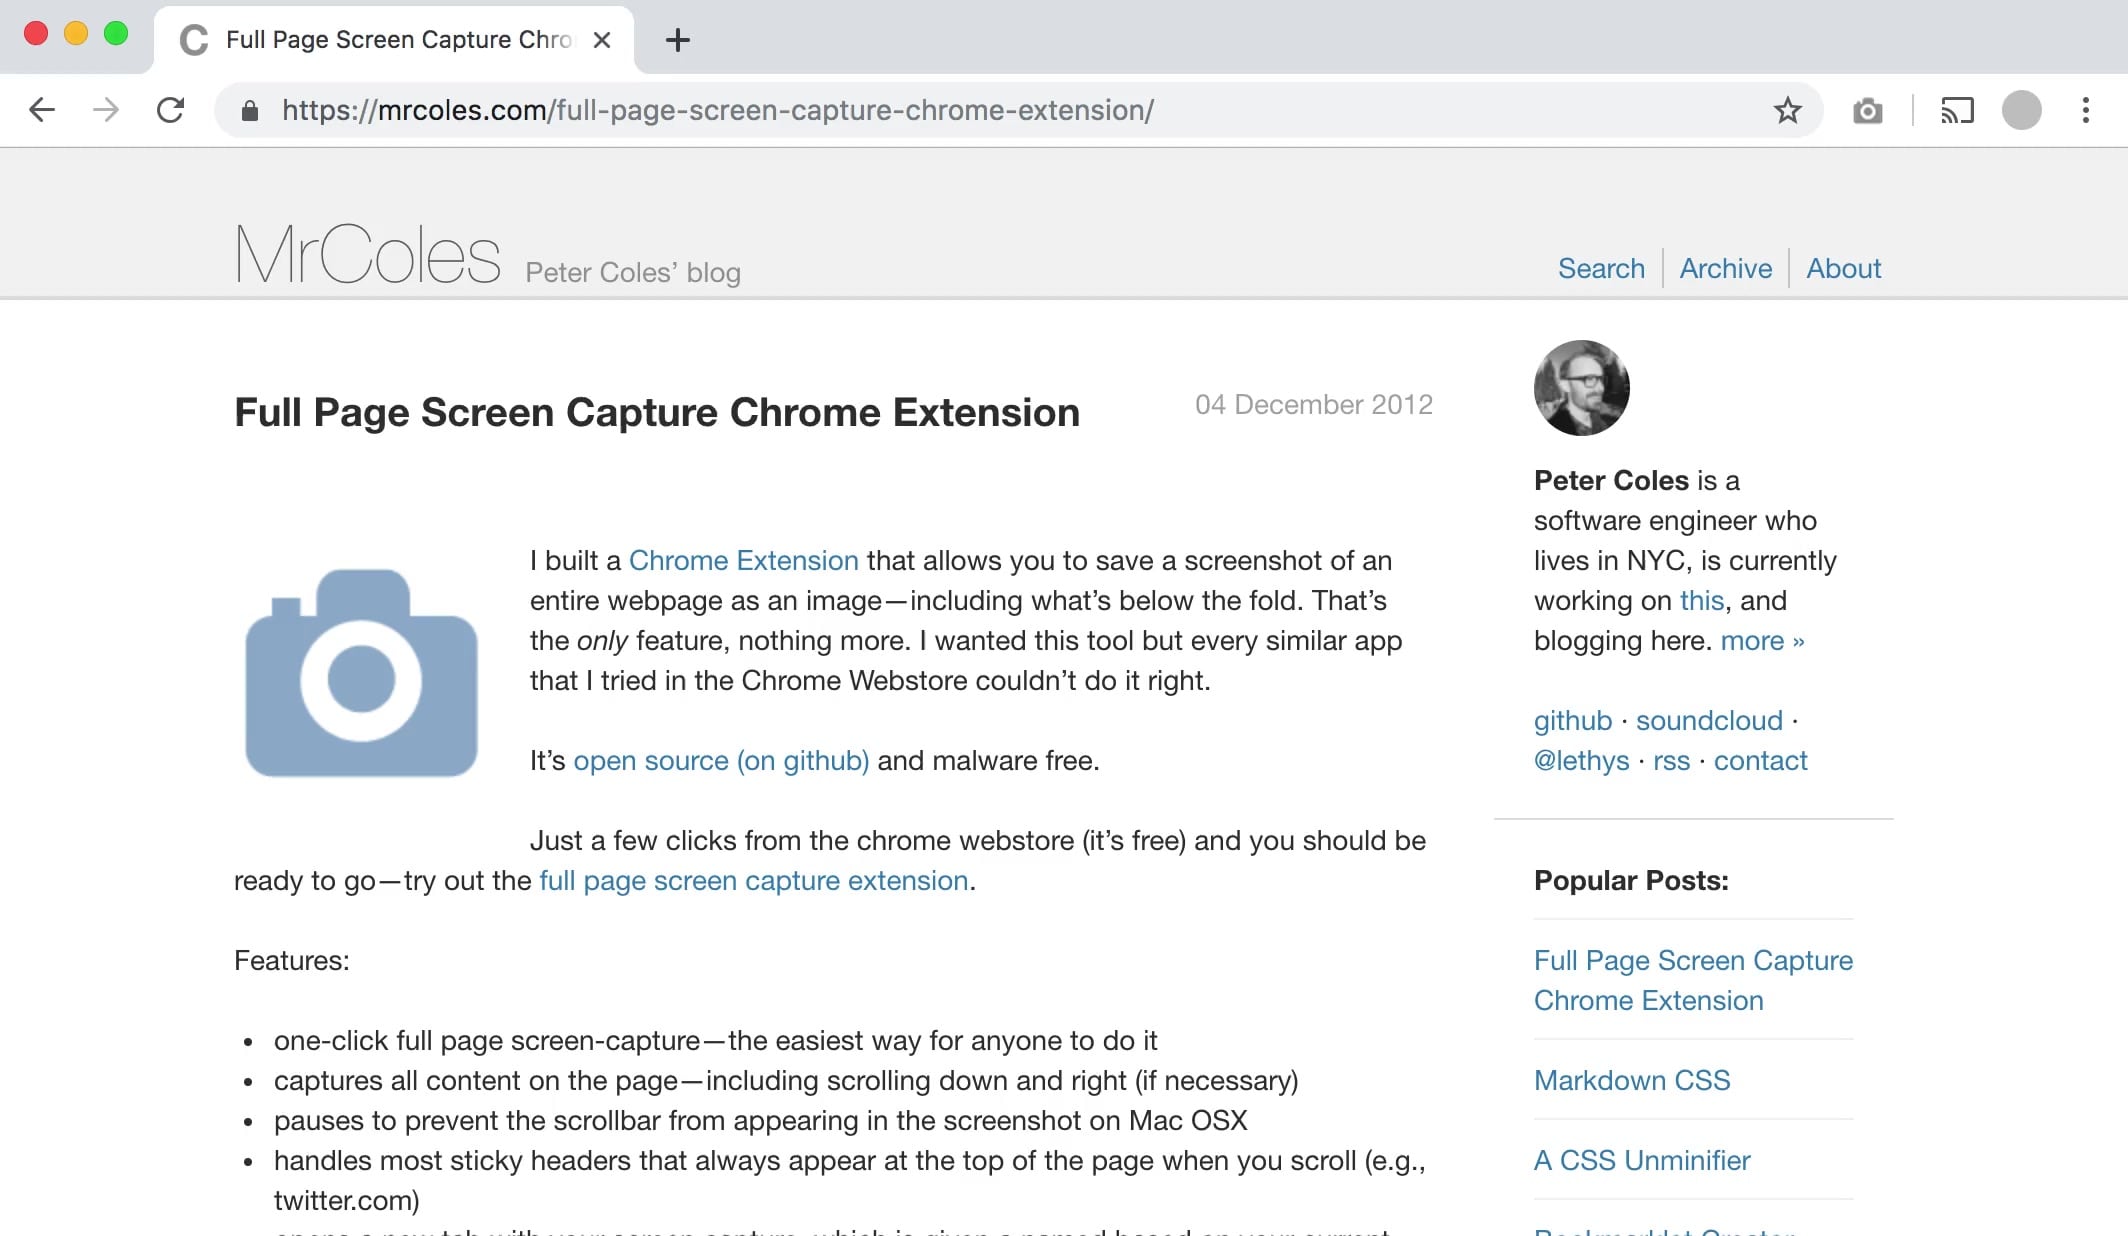 Full Page Screen Capture Chro
https://mrcoles.com/full-page-screen-capture-chrome-extension/
MrColes Peter Coles’ blog
Search Archive About
Full Page Screen Capture Chrome Extension
04 December 2012
I built a Chrome Extension that allows you to save a screenshot of an
entire webpage as an image—including what’s below the fold. That’s
the only feature, nothing more. I wanted this tool but every similar app
that I tried in the Chrome Webstore couldn’t do it right.
It’s open source (on github) and malware free.
Just a few clicks from the chrome webstore (it’s free) and you should be
ready to go—try out the full page screen capture extension.
Features:
• one-click full page screen-capture—the easiest way for anyone to do it
• captures all content on the page—including scrolling down and right (if necessary)
• pauses to prevent the scrollbar from appearing in the screenshot on Mac OSX
• handles most sticky headers that always appear at the top of the page when you scroll (e.g.,
twitter.com)
Peter Coles is a
software engineer who
lives in NYC, is currently
working on this, and
blogging here. more »
github · soundcloud ·
@lethys · rss · contact
Popular Posts:
Full Page Screen Capture
Chrome Extension
Markdown CSS
A CSS Unminifier